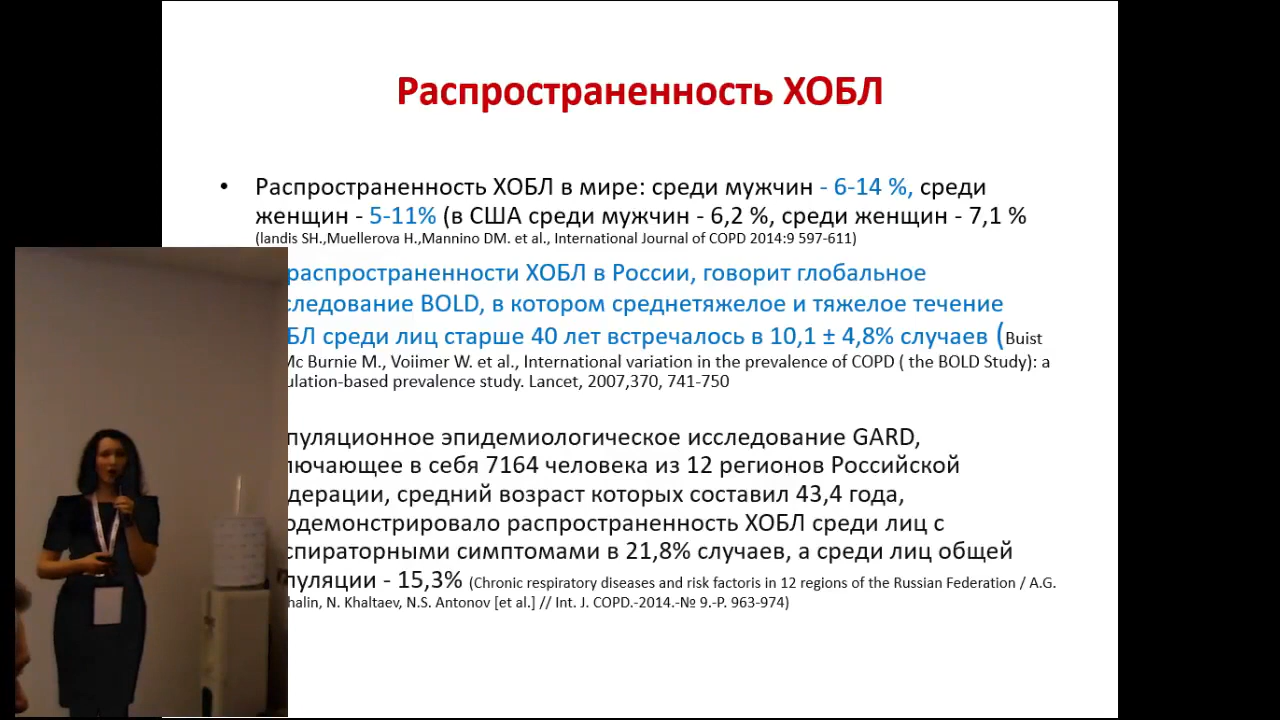 Распространенность ХОБЛ
• Распространенность ХОБЛ в мире: среди мужчин - 6-14 %, среди
женщин - 5-11% (в США среди мужчин - 6,2 %, среди женщин - 7,1 %
(landis SH.,Muellerova H.,Mannino DM. et al., International Journal of COPD 2014:9 597-611)
распространенности ХОБЛ в России, говорит глобальное
следование BOLD, в котором среднетяжелое и тяжелое течение
БЛ среди лиц старше 40 лет встречалось в 10,1 ± 4,8% случаев (Buist
Mc Burnie M., Voiimer W. et al., International variation in the prevalence of COPD ( the BOLD Study): a
ulation-based prevalence study. Lancet, 2007,370, 741-750
пуляционное эпидемиологическое исследование GARD,
лючающее в себя 7164 человека из 12 регионов Российской
дерации, средний возраст которых составил 43,4 года,
одемонстрировало распространенность ХОБЛ среди лиц с
спираторными симптомами в 21,8% случаев, а среди лиц общей
пуляции - 15,3% (Chronic respiratory diseases and risk factoris in 12 regions of the Russian Federation / A.G.
halin, N. Khaltaev, N.S. Antonov [et al.] // Int. J. COPD.-2014.-№ 9.-P. 963-974)